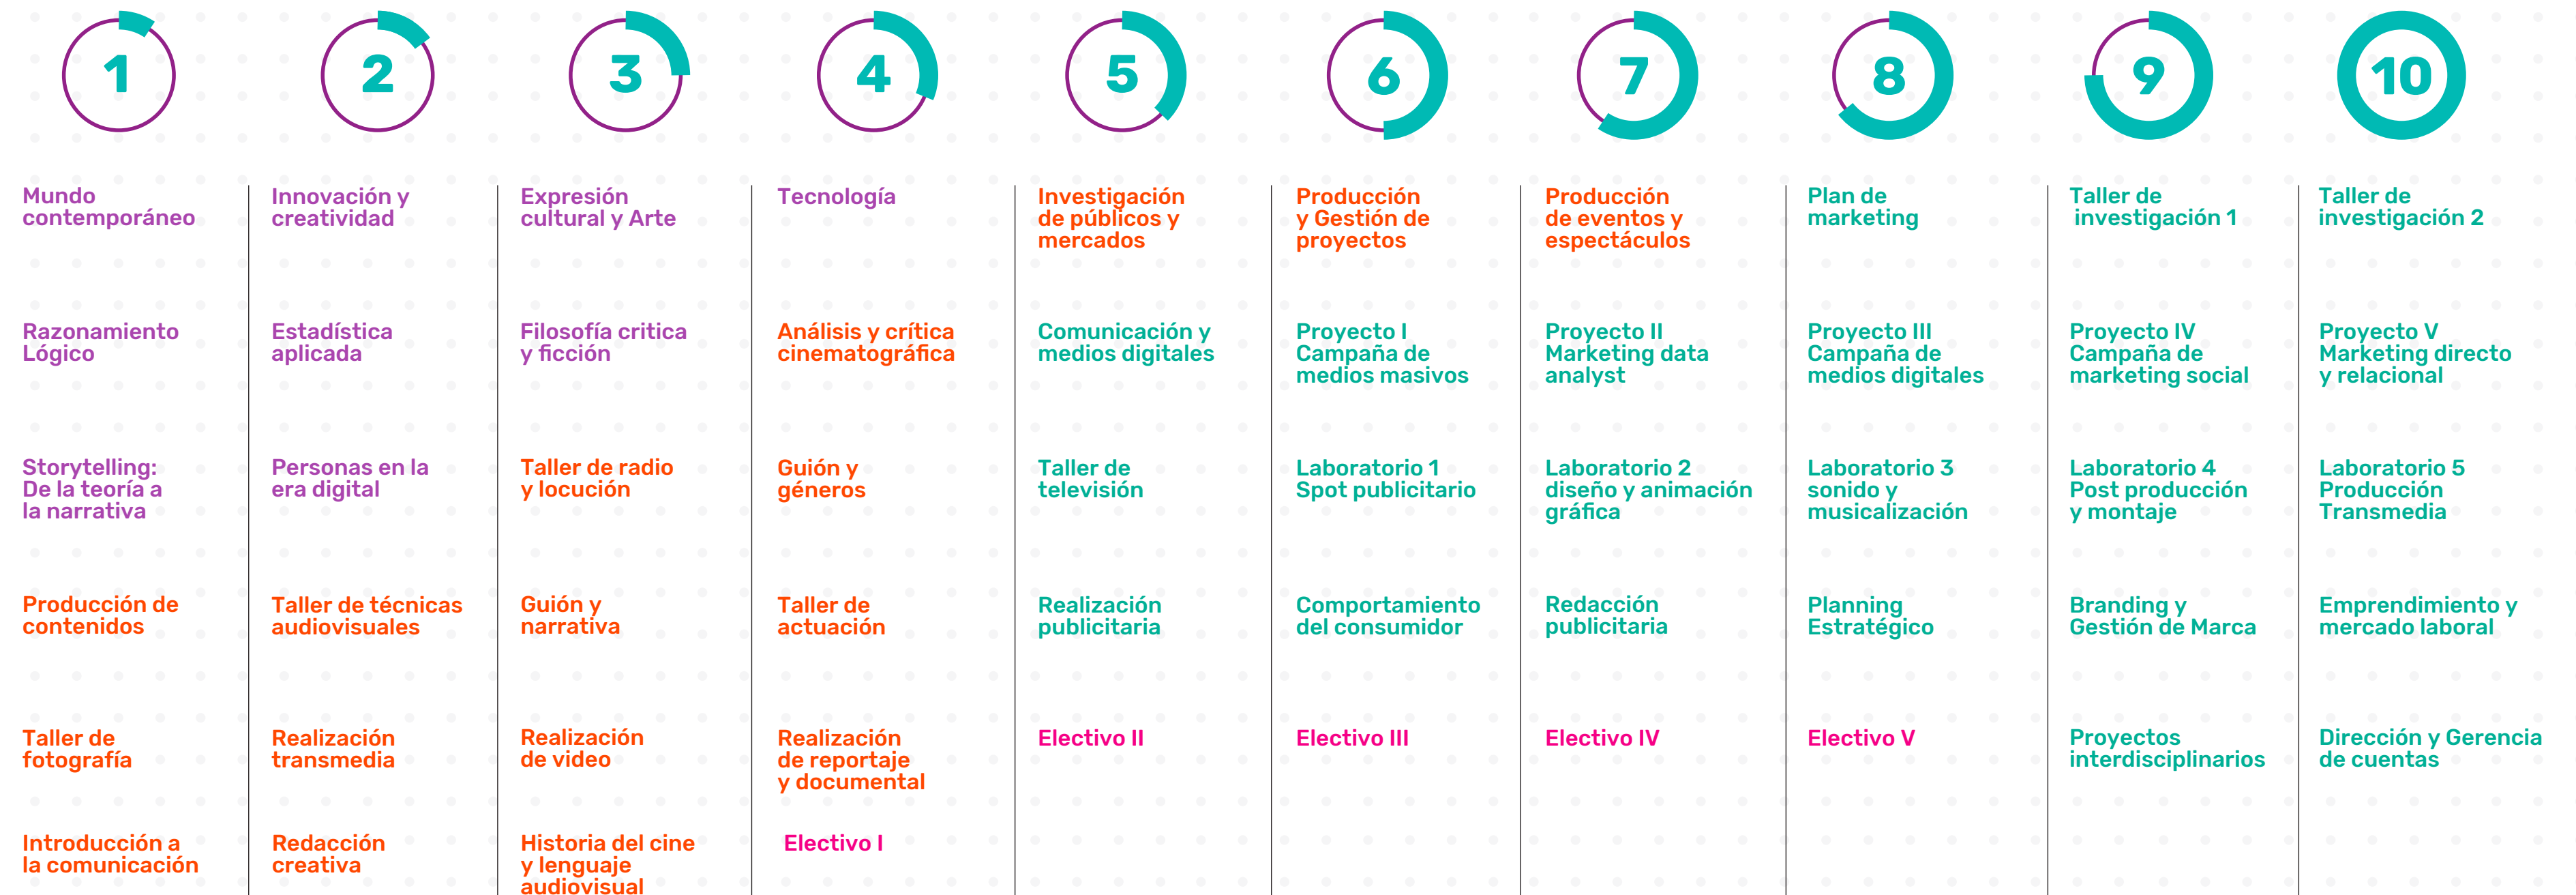 1
Mundo
contemporáneo
Razonamiento
Lógico
Storytelling:
De la teoría a
la narrativa
Producción de
contenidos
Taller de
fotografía
Introducción a
la comunicación
2
Innovación y
creatividad
Estadística
aplicada
Personas en la
era digital
Taller de técnicas
audiovisuales
Realización
transmedia
Redacción
creativa
3
Expresión
cultural y Arte
Filosofía critica
y ficción
Taller de radio
y locución
Guión y
narrativa
Realización
de video
Historia del cine
y lenguaje
audiovisual
4
Tecnología
Análisis y crítica
cinematográfica
Guión y
géneros
Taller de
actuación
Realización
de reportaje
y documental
Electivo I
5
Investigación
de públicos y
mercados
Comunicación y
medios digitales
Taller de
televisión
Realización
publicitaria
Electivo II
6
Producción
y Gestión de
proyectos
Proyecto I
Campaña de
medios masivos
Laboratorio 1
Spot publicitario
Comportamiento
del consumidor
Electivo III
7
Producción
de eventos y
espectáculos
Proyecto II
Marketing data
analyst
Laboratorio 2
diseño y animación
gráfica
Redacción
publicitaria
Electivo IV
8
Plan de
marketing
Proyecto III
Campaña de
medios digitales
Laboratorio 3
sonido y
musicalización
Planning
Estratégico
Electivo V
9
Taller de
investigación 1
Proyecto IV
Campaña de
marketing social
Laboratorio 4
Post producción
y montaje
Branding y
Gestión de Marca
Proyectos
interdisciplinarios
10
Taller de
investigación 2
Proyecto V
Marketing directo
y relacional
Laboratorio 5
Producción
Transmedia
Emprendimiento y
mercado laboral
Dirección y Gerencia
de cuentas